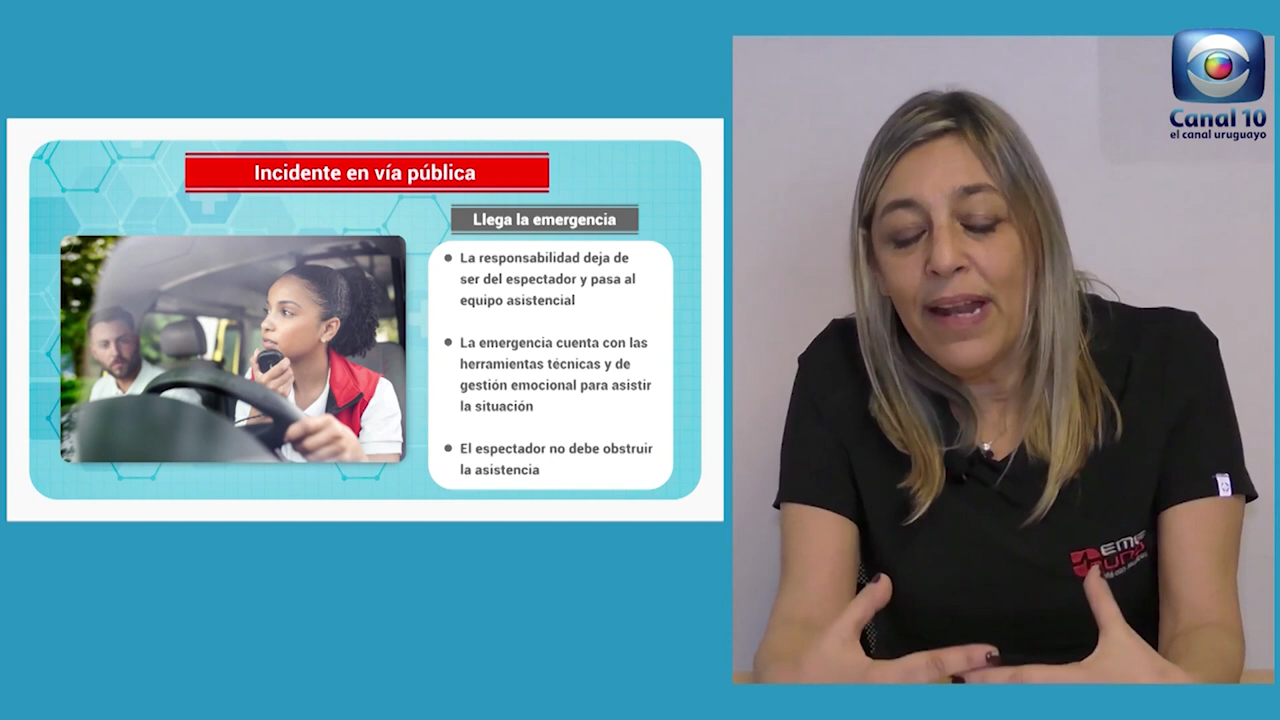 Incidente en vía pública
Llega la emergencia
La responsabilidad deja de
ser del espectador y pasa al
equipo asistencial
La emergencia cuenta con las
herramientas técnicas y de
gestión emocional para asistir
la situación
El espectador no debe obstruir
la asistencia
Canal 10
el canal uruguayo